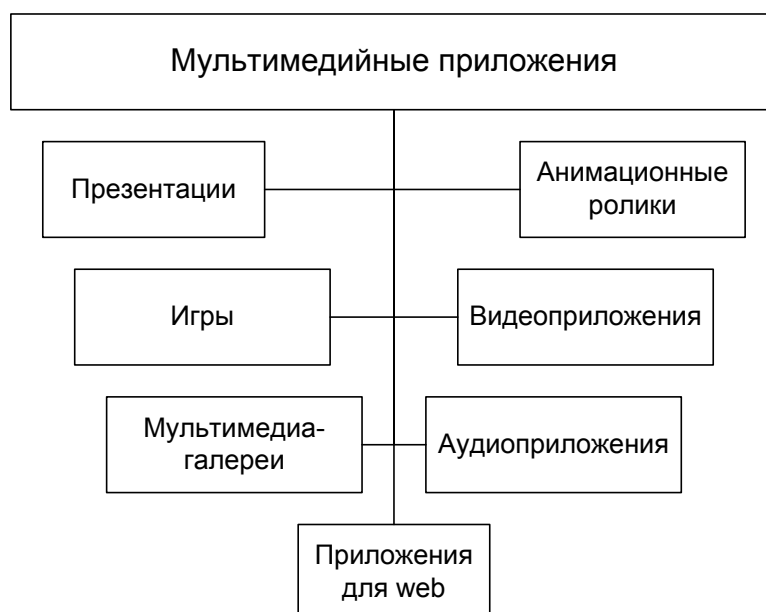 Мультимедийные приложения
Презентации
Анимационные
ролики
Игры
Видеоприложения
Мультимедиа-
галереи
Аудиоприложения
Приложения
для web